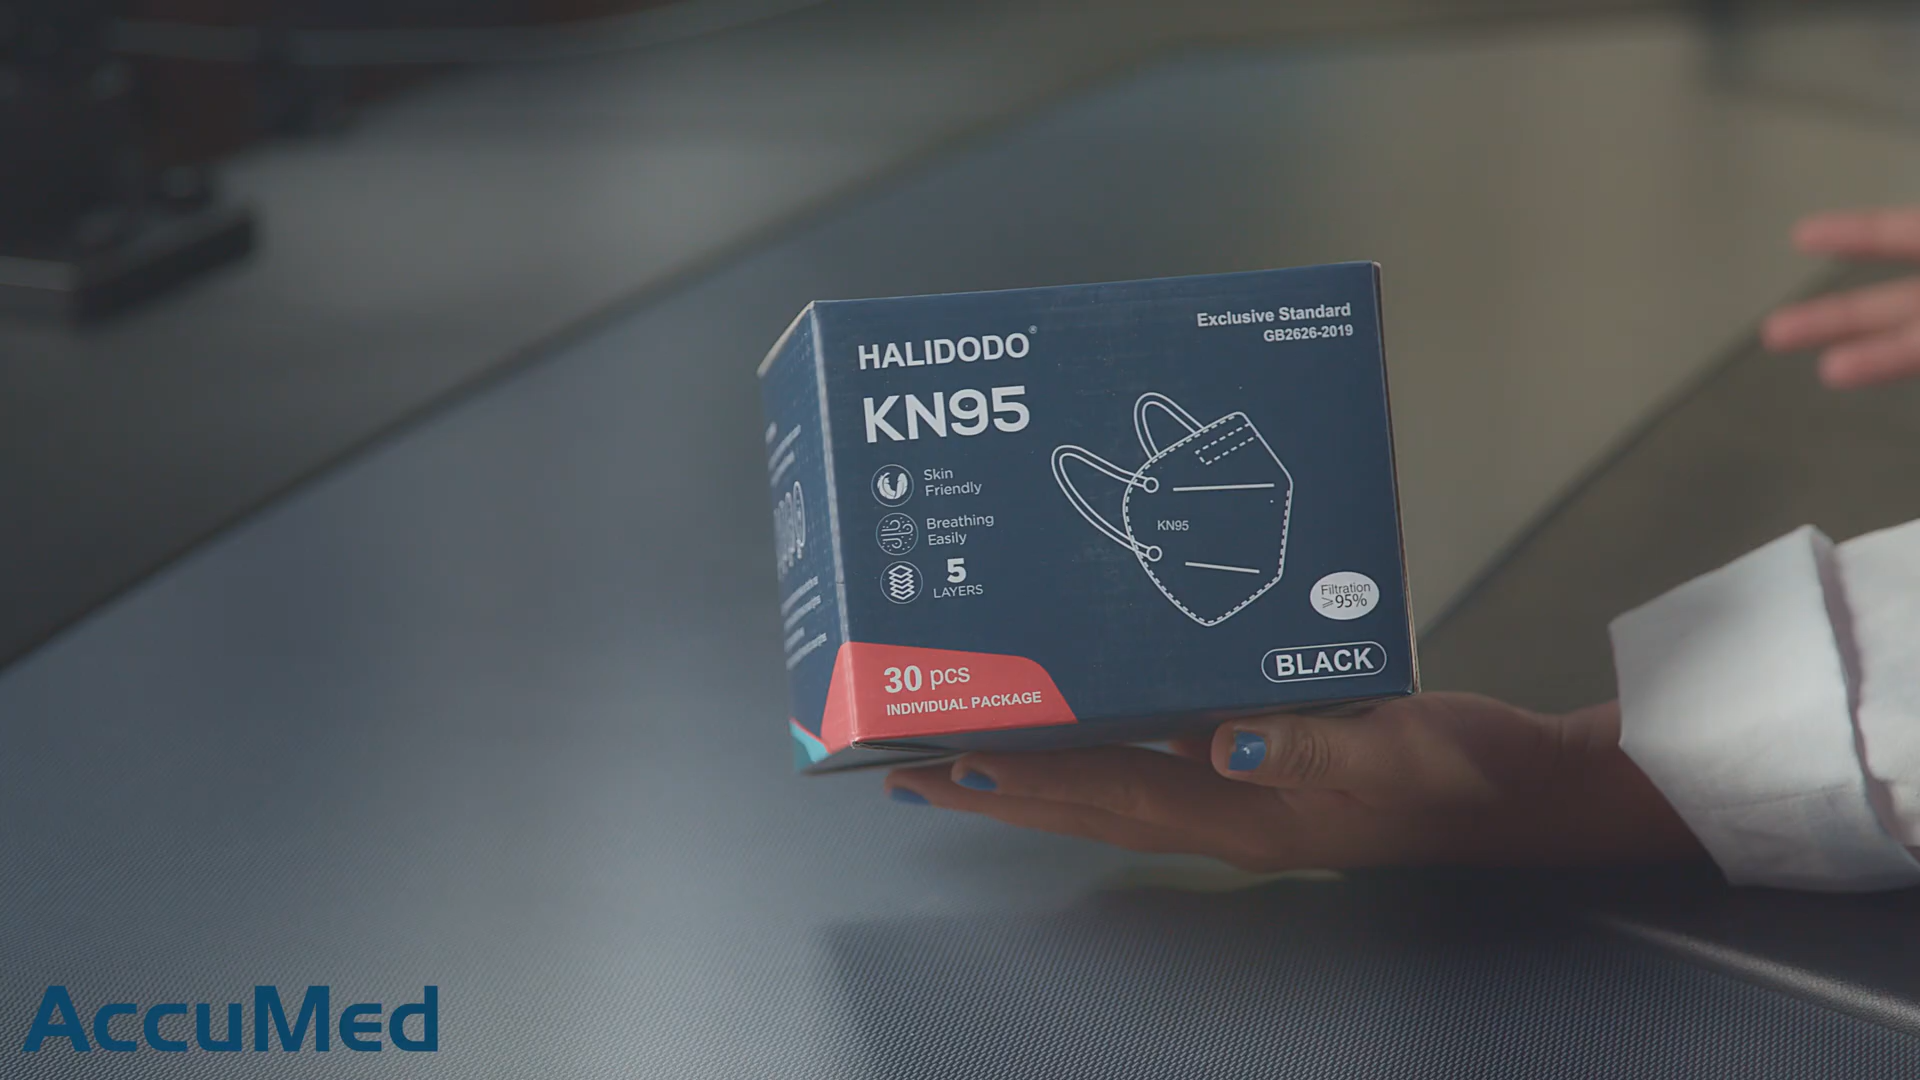 HALIDODO®
KN95
Exclusive Standard
GB2626-2019
Skin
Friendly
Breathing
Easily
5
LAYERS
KN95
Filtration
⩾95%
BLACK
30 pcs
INDIVIDUAL PACKAGE
AccuMed